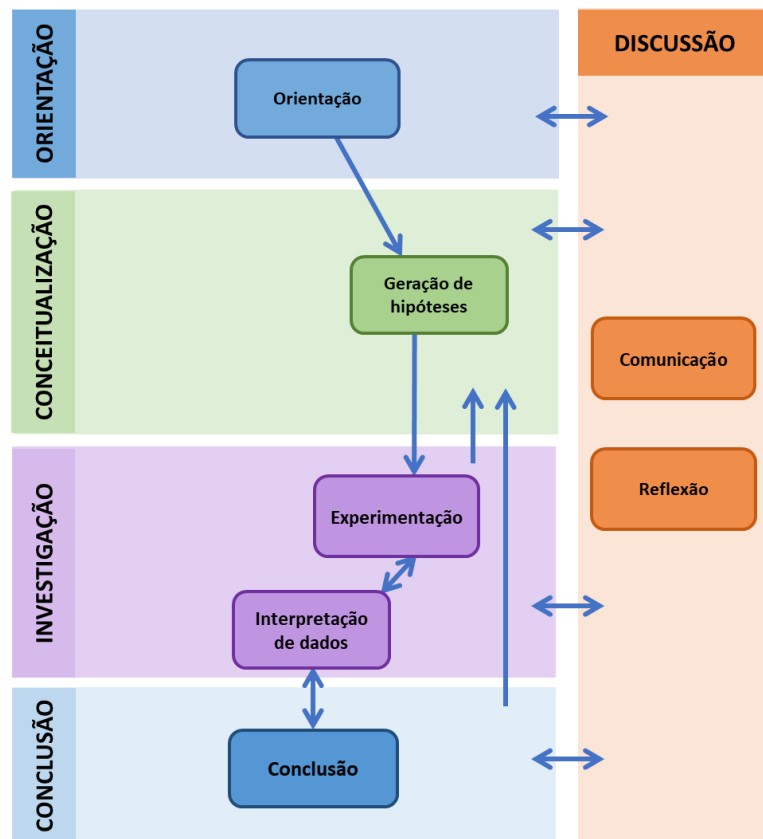 ORIENTAÇÃO
Orientação
CONCEITUALIZAÇÃO
Geração de
hipóteses
INVESTIGAÇÃO
Experimentação
Interpretação
de dados
CONCLUSÃO
Conclusão
DISCUSSÃO
Comunicação
Reflexão